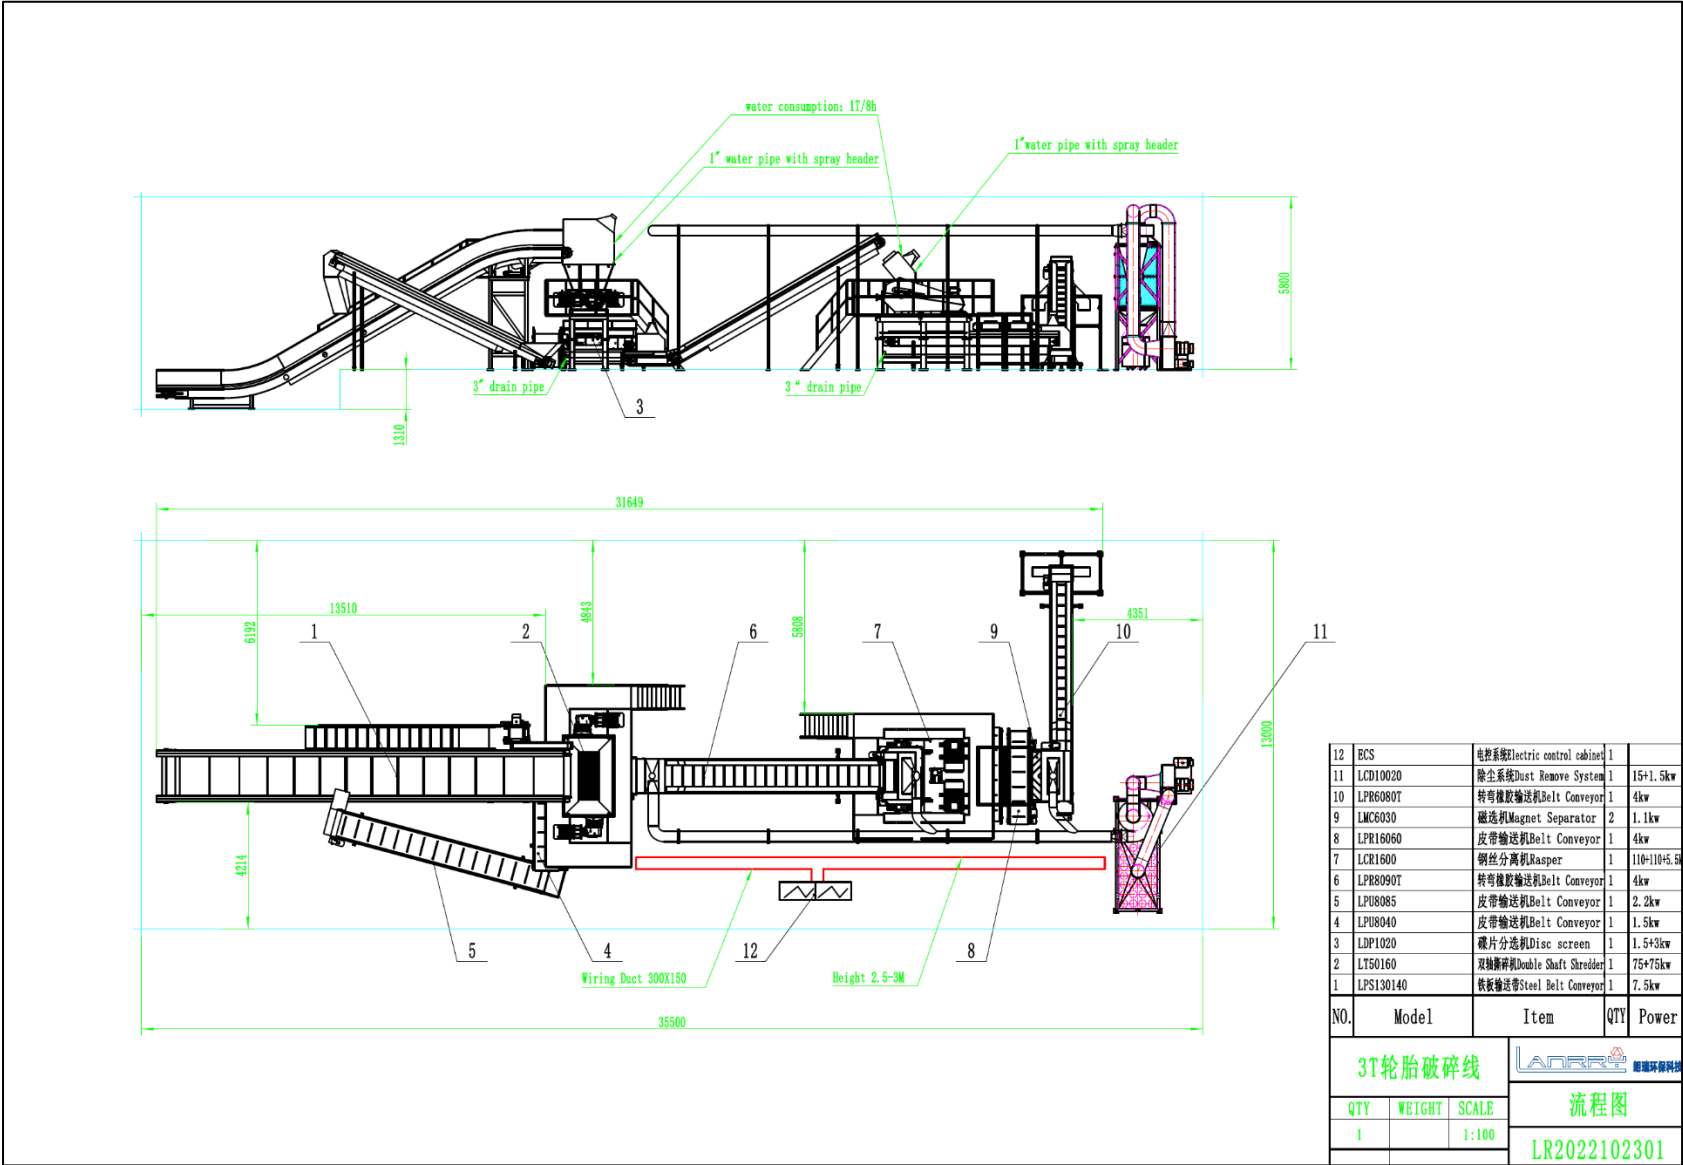 water consumption: 1T/8h
1" water pipe with spray header
1"water pipe with spray header
5800
3" drain pipe
3 " drain pipe
3
1310
31649
13510
6192
4843
5808
4351
13000
1
2
6
7
9
10
11
4214
5
4
12
8
Wiring Duct 300X150
Height 2.5-3M
35500
12 ECS 电控系统Electric control cabinet 1
11 LCD10020 除尘系统Dust Remove System 1 15+1.5kw
10 LPR6080T 转弯橡胶输送机Belt Conveyor 1 4kw
9 LMC6030 磁选机Magnet Separator 2 1.1kw
8 LPR16060 皮带输送机Belt Conveyor 1 4kw
7 LCR1600 钢丝分离机Rasper 1 110+110+5.5k
6 LPR8090T 转弯橡胶输送机Belt Conveyor 1 4kw
5 LPU8085 皮带输送机Belt Conveyor 1 2.2kw
4 LPU8040 皮带输送机Belt Conveyor 1 1.5kw
3 LDP1020 碟片分选机Disc screen 1 1.5+3kw
2 LT50160 双轴撕碎机Double Shaft Shredder 1 75+75kw
1 LPS130140 铁板输送带Steel Belt Conveyor 1 7.5kw
NO. Model Item QTY Power
3T轮胎破碎线
LANRRY 朗瑞环保科技
QTY WEIGHT SCALE
流程图
1 1:100
LR2022102301